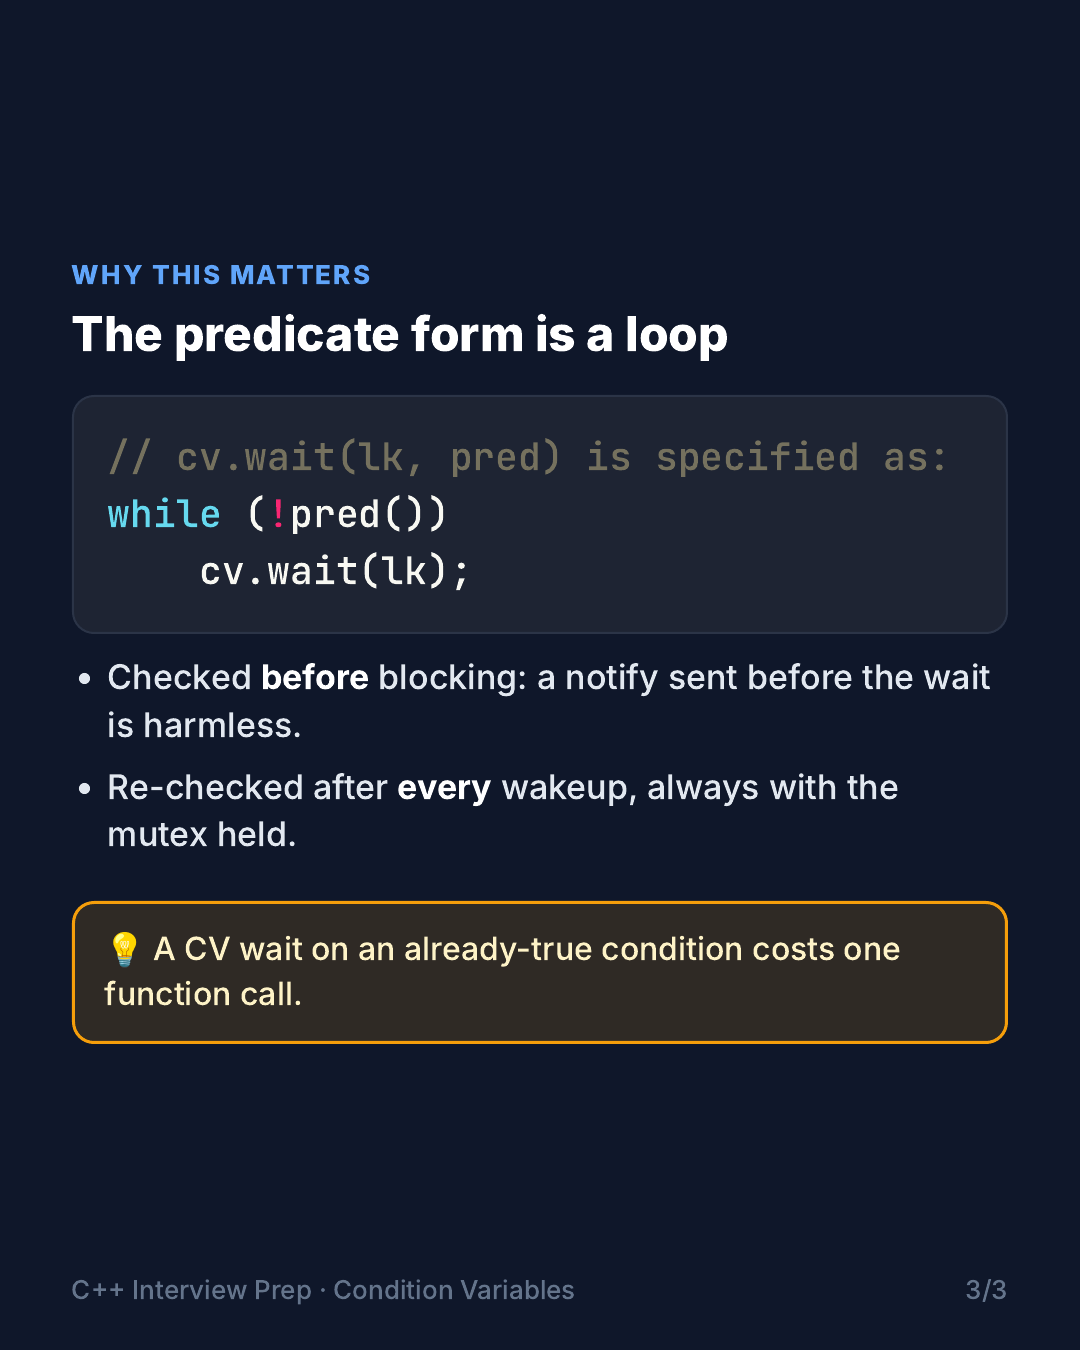 WHY THIS MATTERS
The predicate form is a loop
// cv.wait(lk, pred) is specified as:
while (!pred())
    cv.wait(lk);
• Checked before blocking: a notify sent before the wait
is harmless.
• Re-checked after every wakeup, always with the
mutex held.
💡 A CV wait on an already-true condition costs one
function call.
C++ Interview Prep · Condition Variables
3/3